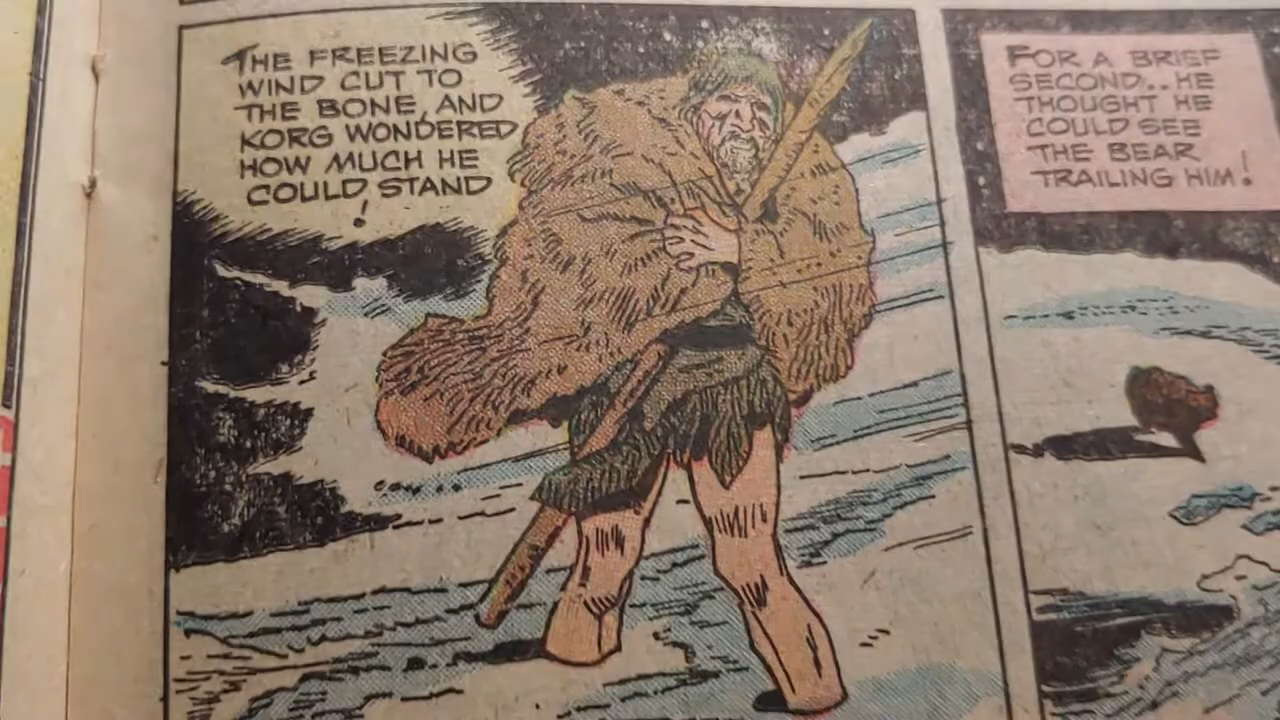 THE FREEZING
WIND CUT TO
THE BONE, AND
KORG WONDERED
HOW MUCH HE
COULD STAND
!
FOR A BRIEF
SECOND...HE
THOUGHT HE
COULD SEE
THE BEAR
TRAILING HIM!